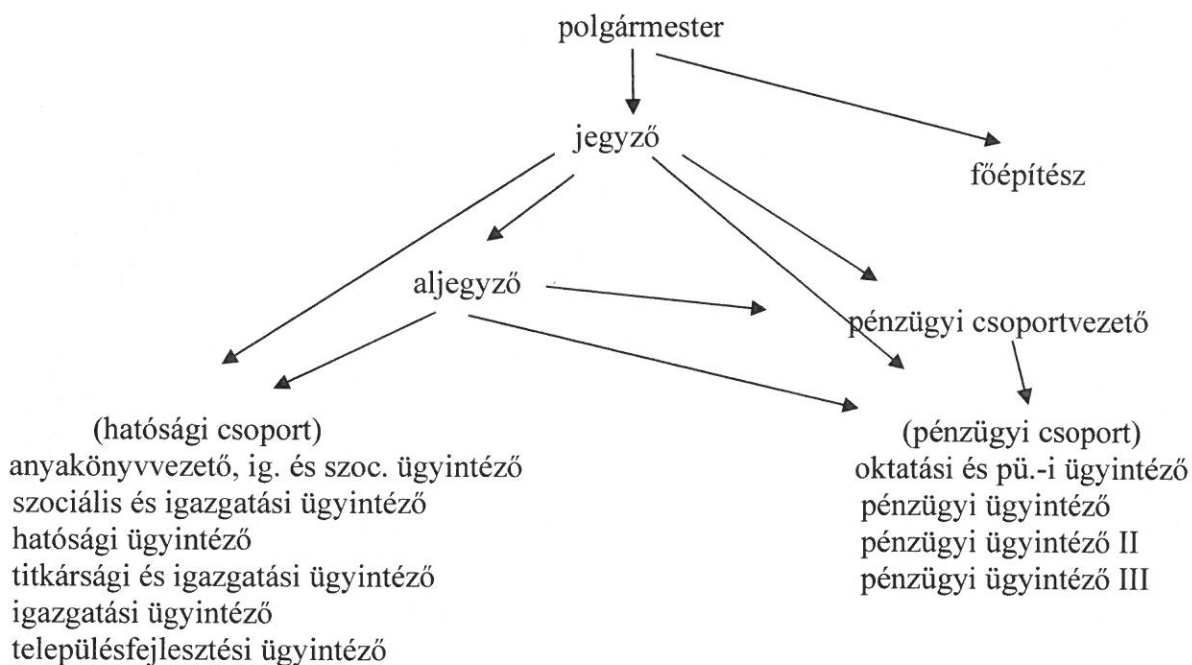 polgármester
jegyző
főépítész
aljegyző
pénzügyi csoportvezető
(hatósági csoport)
anyakönyvvezető, ig. és szoc. ügyintéző
szociális és igazgatási ügyintéző
hatósági ügyintéző
titkársági és igazgatási ügyintéző
igazgatási ügyintéző
településfejlesztési ügyintéző
(pénzügyi csoport)
oktatási és pü.-i ügyintéző
pénzügyi ügyintéző
pénzügyi ügyintéző II
pénzügyi ügyintéző III